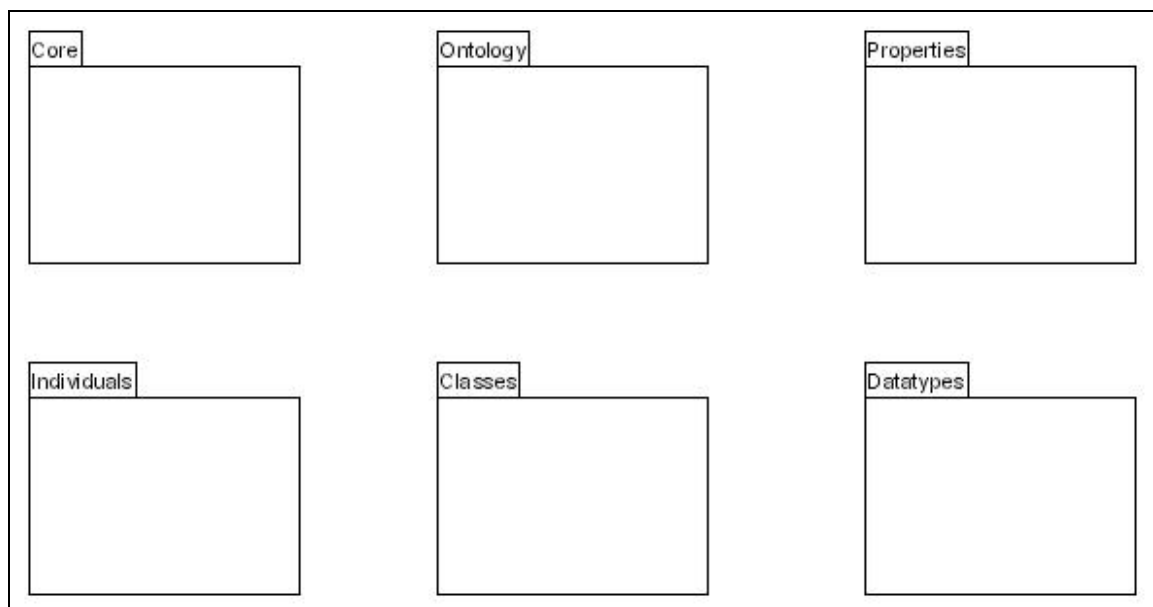 Core
Ontology
Properties
Individuals
Classes
Datatypes